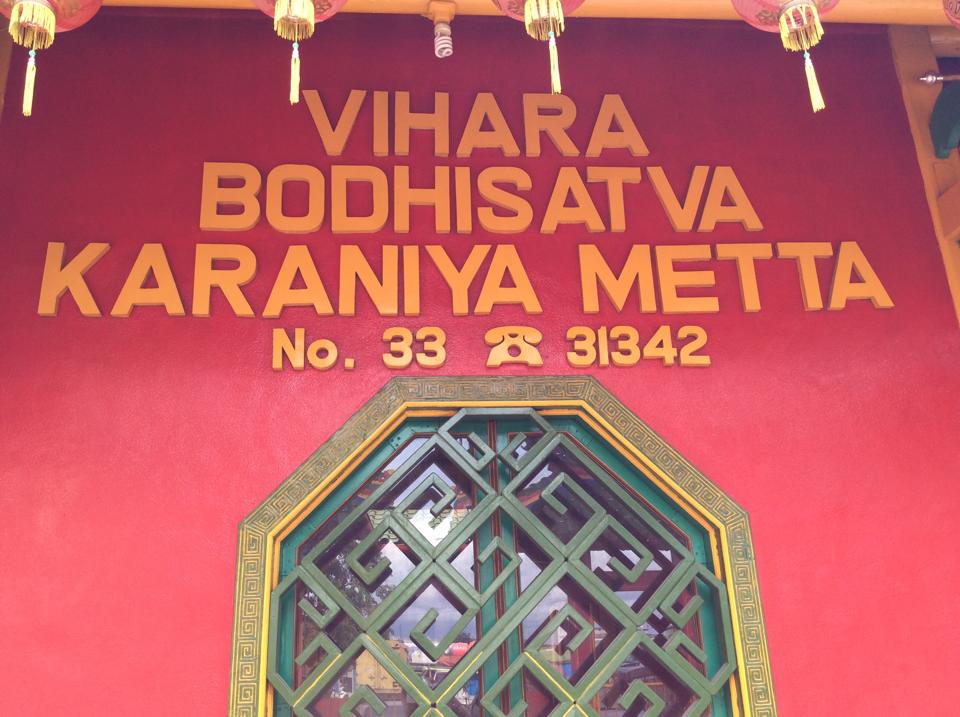 VIHARA
BODHISATVA
KARANIYA METTA
No. 33 ☎ 31342